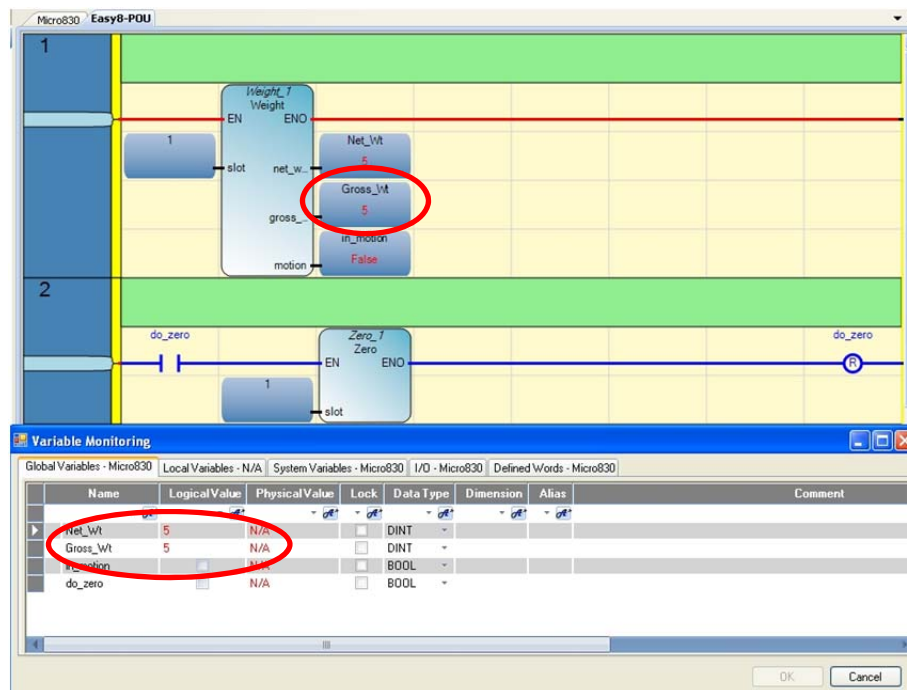 Micro830 Easy8-POU
1
Weight_1
Weight
EN ENO
1 Net_Wt
slot net_w... 5
Gross_Wt
gross_... 5
in_motion
motion False
2
do_zero Zero_1 do_zero
Zero
EN ENO R
1
slot
Variable Monitoring
Global Variables - Micro830 Local Variables - N/A System Variables - Micro830 I/O - Micro830 Defined Words - Micro830
Name Logical Value Physical Value Lock Data Type Dimension Alias Comment
Net_Wt 5 N/A DINT
Gross_Wt 5 N/A DINT
in_motion N/A BOOL
do_zero N/A BOOL
OK Cancel